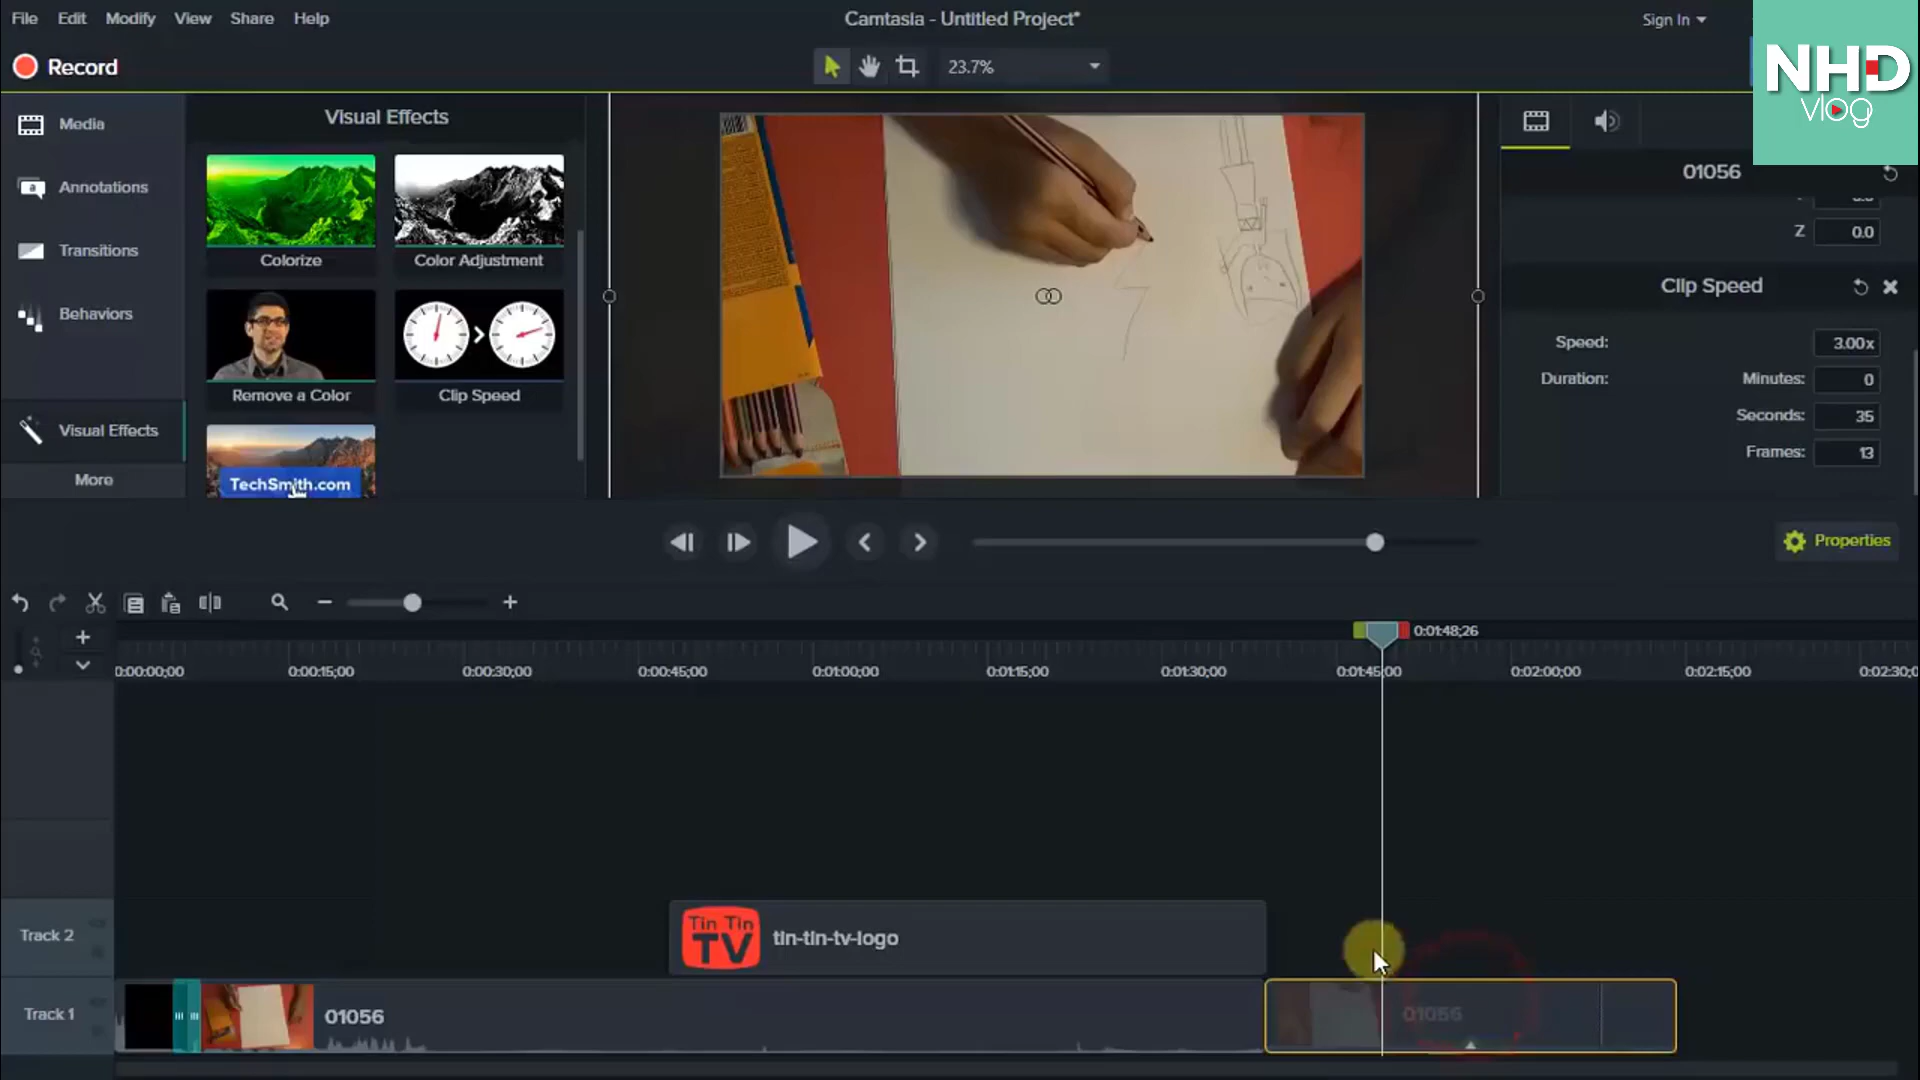 File Edit Modify View Share Help
Camtasia - Untitled Project*
Sign In
NHD
vlog
Record
23.7%
Media
Annotations
Transitions
Behaviors
Visual Effects
More
Visual Effects
Colorize
Color Adjustment
Remove a Color
Clip Speed
TechSmith.com
01056
Z 0.0
Clip Speed
Speed: 3.00x
Duration: Minutes: 0
Seconds: 35
Frames: 13
Properties
0:01:48;26
0:00:00;00 0:00:15;00 0:00:30;00 0:00:45;00 0:01:00;00 0:01:15;00 0:01:30;00 0:01:45;00 0:02:00;00 0:02:15;00 0:02:30;0
Track 2
Tin Tin
TV
tin-tin-tv-logo
Track 1
01056
01056